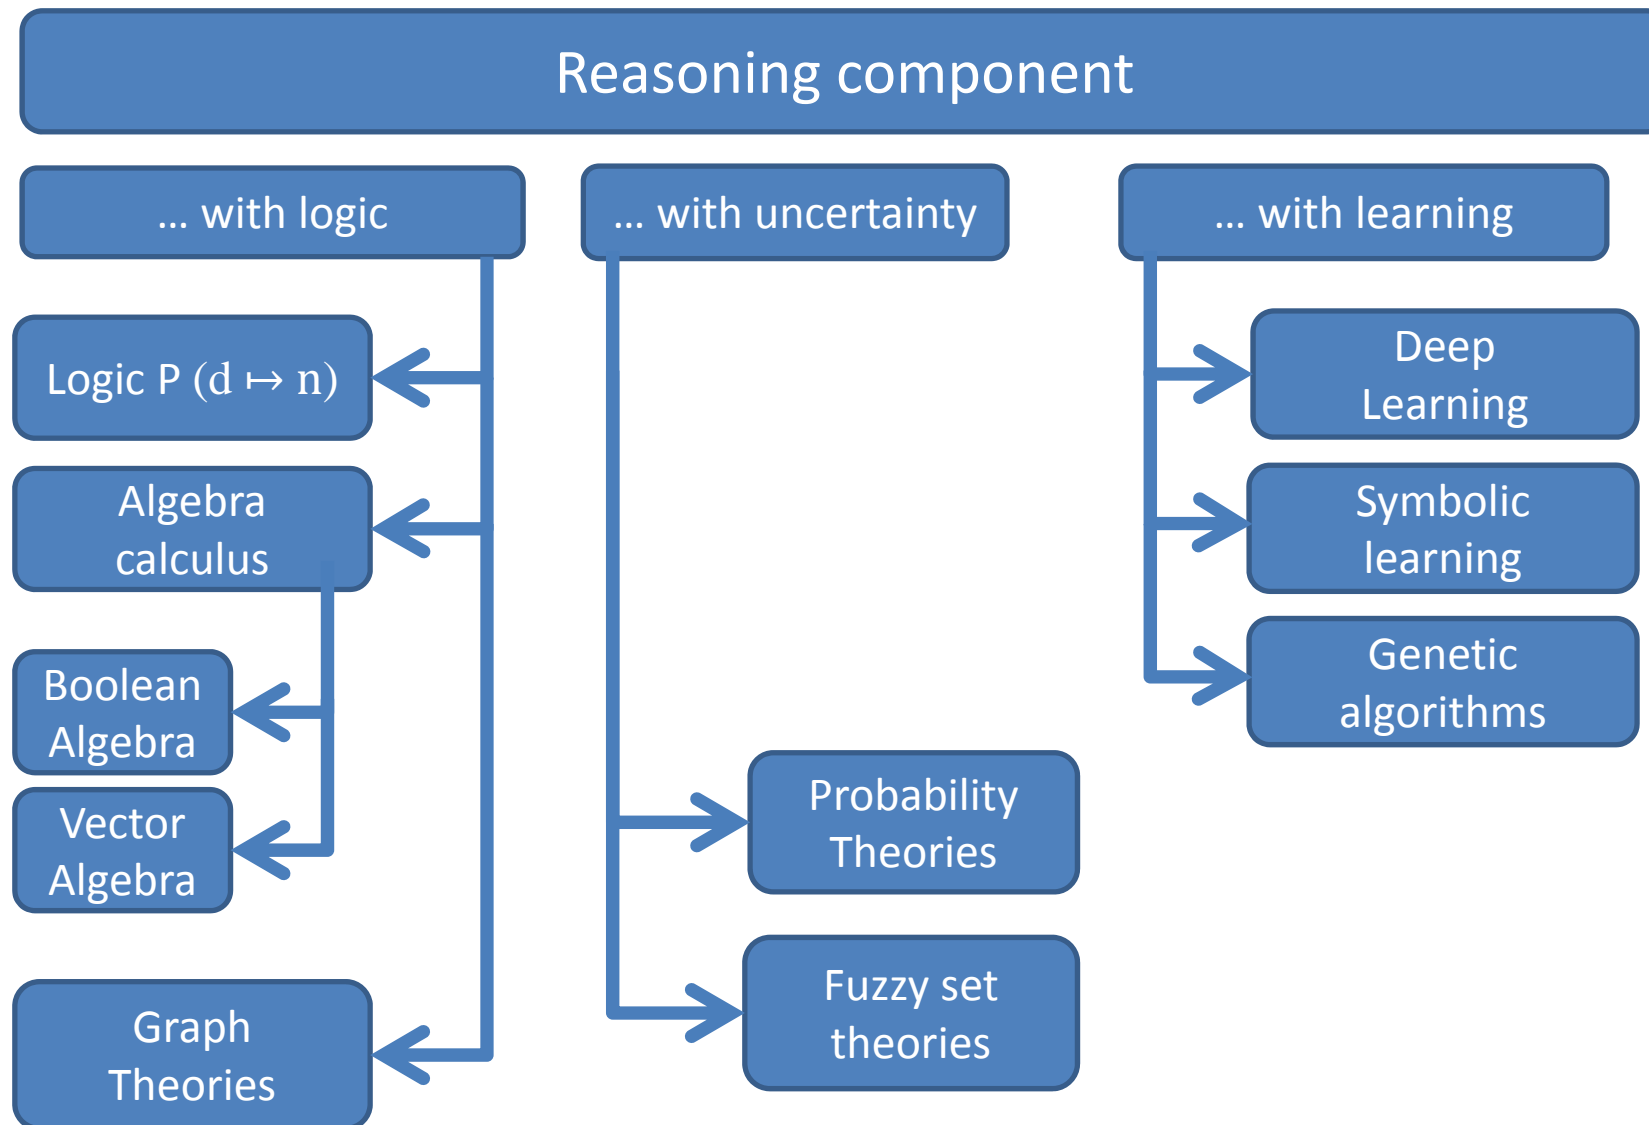 Reasoning component
... with logic
... with uncertainty
... with learning
Logic P (d ↦ n)
Algebra
calculus
Boolean
Algebra
Vector
Algebra
Graph
Theories
Probability
Theories
Fuzzy set
theories
Deep
Learning
Symbolic
learning
Genetic
algorithms